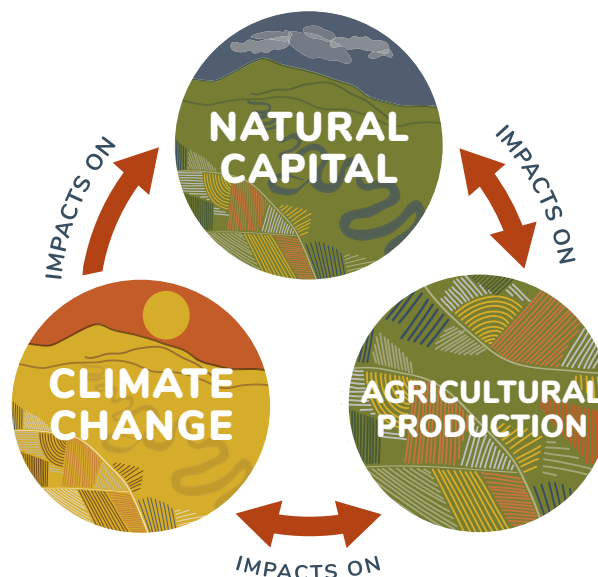 NATURAL
CAPITAL
IMPACTS ON
IMPACTS ON
CLIMATE
CHANGE
AGRICULTURAL
PRODUCTION
IMPACTS ON